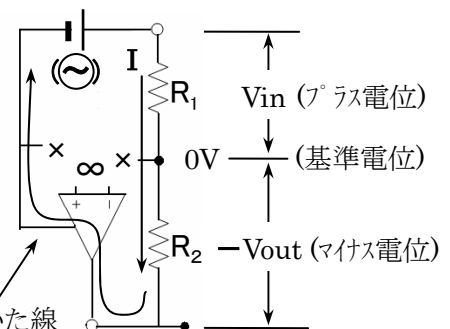 I
R1
Vin (プラス電位)
× ∞ × 0V (基準電位)
+ −
R2 −Vout (マイナス電位)
いた線